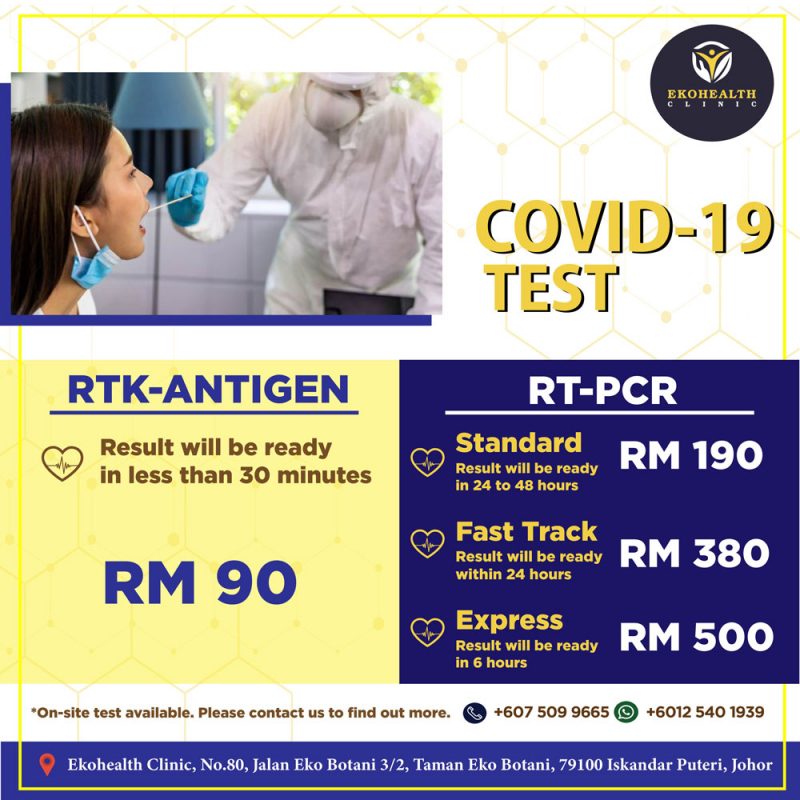 EKOHEALTH
CLINIC
COVID-19
TEST
RTK-ANTIGEN
Result will be ready
in less than 30 minutes
RM 90
RT-PCR
Standard
Result will be ready
in 24 to 48 hours
RM 190
Fast Track
Result will be ready
within 24 hours
RM 380
Express
Result will be ready
in 6 hours
RM 500
*On-site test available. Please contact us to find out more. +607 509 9665 +6012 540 1939
Ekohealth Clinic, No.80, Jalan Eko Botani 3/2, Taman Eko Botani, 79100 Iskandar Puteri, Johor